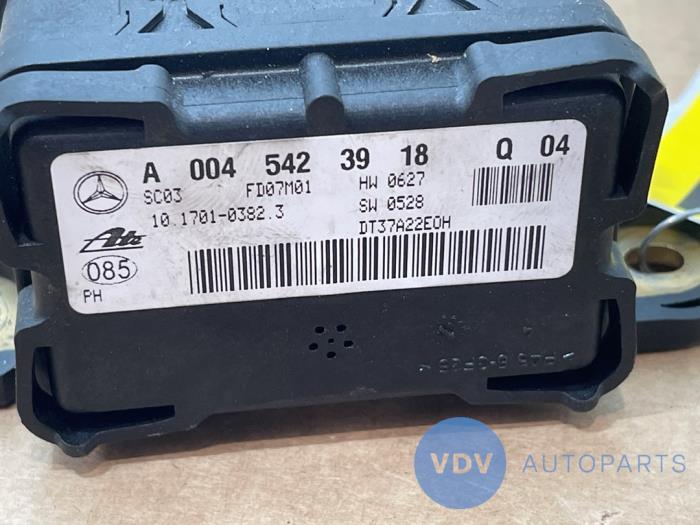 A 004 542 39 18 Q 04
SC03 FD07M01 HW 0627
10.1701-0382.3 SW 0528
Ate DT37A22E0H
085
PH
VDV AUTOPARTS